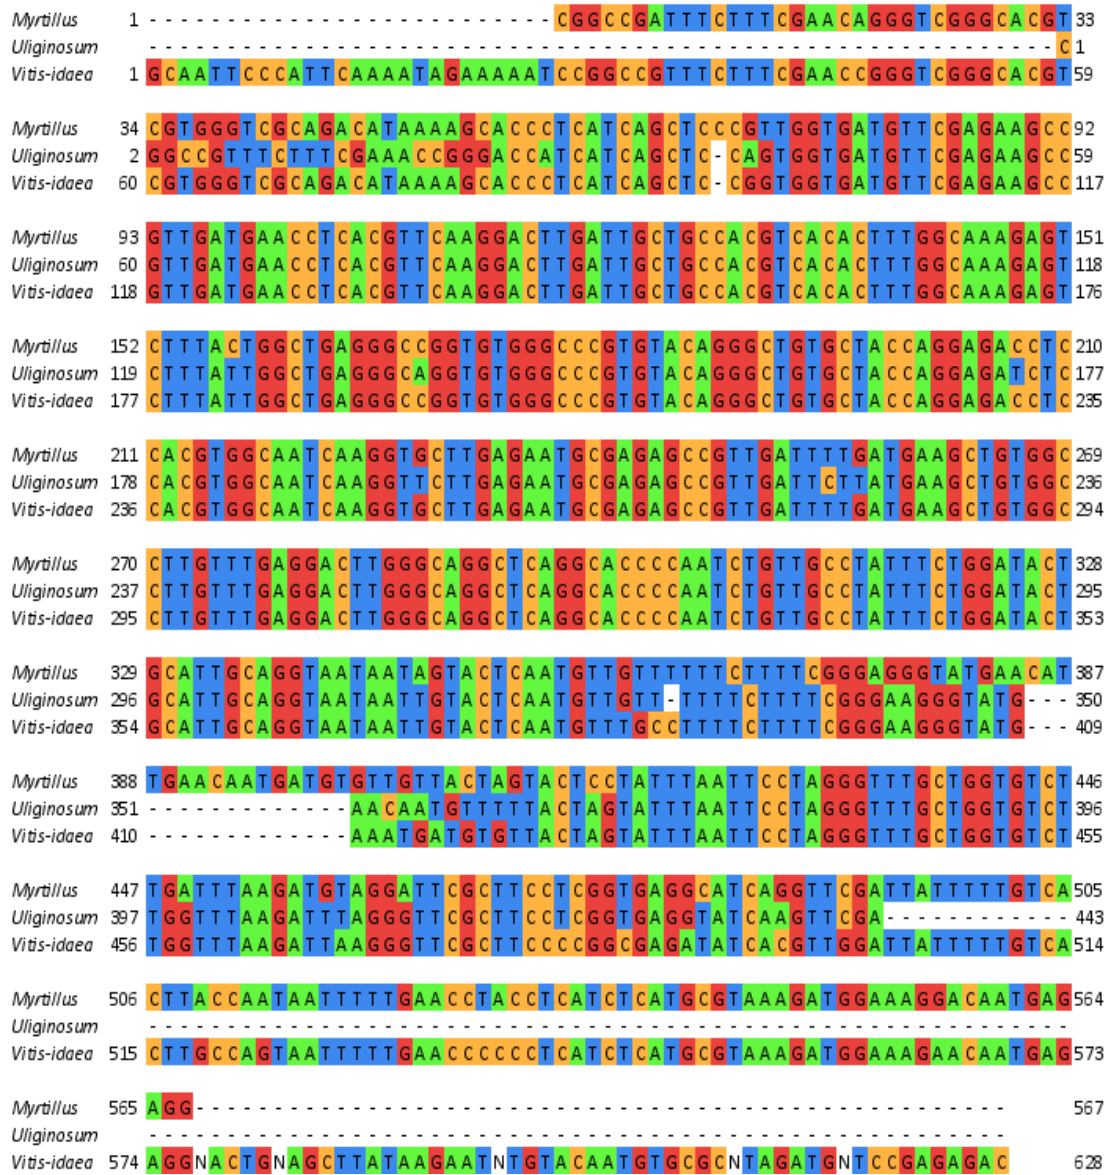 Myrtillus 1 --------------------------CGGCCGATTTCTTTCGAACAGGGTCGGGCACGT 33
Uliginosum ----------------------------------------------------------C 1
Vitis-idaea 1 GCAATTCCCATTCAAAATAGAAAAATCCGGCCGTTTCTTTCGAACCGGGTCGGGCACGT 59
Myrtillus 34 CGTGGGTCGCAGACATAAAAGCACCCTCATCAGCTCCCGTTGGTGATGTTCGAGAAGCC 92
Uliginosum 2 GGCCGTTTCTTTCGAAACCGGGACCATCATCAGCTC-CAGTGGTGATGTTCGAGAAGCC 59
Vitis-idaea 60 CGTGGGTCGCAGACATAAAAGCACCCTCATCAGCTC-CGGTGGTGATGTTCGAGAAGCC 117
Myrtillus 93 GTTGATGAACCTCACGTTCAAGGACTTGATTGCTGCCACGTCACACTTTGGCAAAGAGT 151
Uliginosum 60 GTTGATGAACCTCACGTTCAAGGACTTGATTGCTGCCACGTCACACTTTGGCAAAGAGT 118
Vitis-idaea 118 GTTGATGAACCTCACGTTCAAGGACTTGATTGCTGCCACGTCACACTTTGGCAAAGAGT 176
Myrtillus 152 CTTTACTGGCTGAGGGCCGGTGTGGGCCCGTGTACAGGGCTGTGCTACCAGGAGACCTC 210
Uliginosum 119 CTTTATTGGCTGAGGGCAGGTGTGGGCCCGTGTACAGGGCTGTGCTACCAGGAGATCTC 177
Vitis-idaea 177 CTTTATTGGCTGAGGGCCGGTGTGGGCCCGTGTACAGGGCTGTGCTACCAGGAGACCTC 235
Myrtillus 211 CACGTGGCAATCAAGGTGCTTGAGAATGCGAGAGCCGTTGATTTTGATGAAGCTGTGGC 269
Uliginosum 178 CACGTGGCAATCAAGGTTCTTGAGAATGCGAGAGCCGTTGATTCTTATGAAGCTGTGGC 236
Vitis-idaea 236 CACGTGGCAATCAAGGTGCTTGAGAATGCGAGAGCCGTTGATTTTGATGAAGCTGTGGC 294
Myrtillus 270 CTTGTTTGAGGACTTGGGCAGGCTCAGGCACCCCAATCTGTTGCCTATTTCTGGATACT 328
Uliginosum 237 CTTGTTTGAGGACTTGGGCAGGCTCAGGCACCCCAATCTGTTGCCTATTTCTGGATACT 295
Vitis-idaea 295 CTTGTTTGAGGACTTGGGCAGGCTCAGGCACCCCAATCTGTTGCCTATTTCTGGATACT 353
Myrtillus 329 GCATTGCAGGTAATAATAGTACTCAATGTTGTTTTTTCTTTTCGGGAGGGTATGAACAT 387
Uliginosum 296 GCATTGCAGGTAATAATTGTACTCAATGTTGTT-TTTTCTTTTCGGGAAGGGTATG--- 350
Vitis-idaea 354 GCATTGCAGGTAATAATTGTACTCAATGTTTGCCTTTTCTTTTCGGGAAGGGTATG--- 409
Myrtillus 388 TGAACAATGATGTGTTGTTACTAGTACTCCTATTTAATTCCTAGGGTTTGCTGGTGTCT 446
Uliginosum 351 -------------AACAATGTTTTTACTAGTATTTAATTCCTAGGGTTTGCTGGTGTCT 396
Vitis-idaea 410 -------------AAATGATGTGTTACTAGTATTTAATTCCTAGGGTTTGCTGGTGTCT 455
Myrtillus 447 TGATTTAAGATGTAGGATTCGCTTCCTCGGTGAGGCATCAGGTTCGATTATTTTTGTCA 505
Uliginosum 397 TGGTTTAAGATTTAGGGTTCGCTTCCTCGGTGAGGTATCAAGTTCGA------------ 443
Vitis-idaea 456 TGGTTTAAGATTAAGGGTTCGCTTCCCCGGCGAGATATCACGTTGGATTATTTTTGTCA 514
Myrtillus 506 CTTACCAATAATTTTTGAACCTACCTCATCTCATGCGTAAAGATGGAAAGGACAATGAG 564
Uliginosum -----------------------------------------------------------
Vitis-idaea 515 CTTGCCAGTAATTTTTGAACCCCCCTCATCTCATGCGTAAAGATGGAAAGAACAATGAG 573
Myrtillus 565 AGG---------------------------------------------------- 567
Uliginosum -------------------------------------------------------
Vitis-idaea 574 AGGNACTGNAGCTTATAAGAATNTGTACAATGTGCGCNTAGATGNTCCGAGAGAC 628